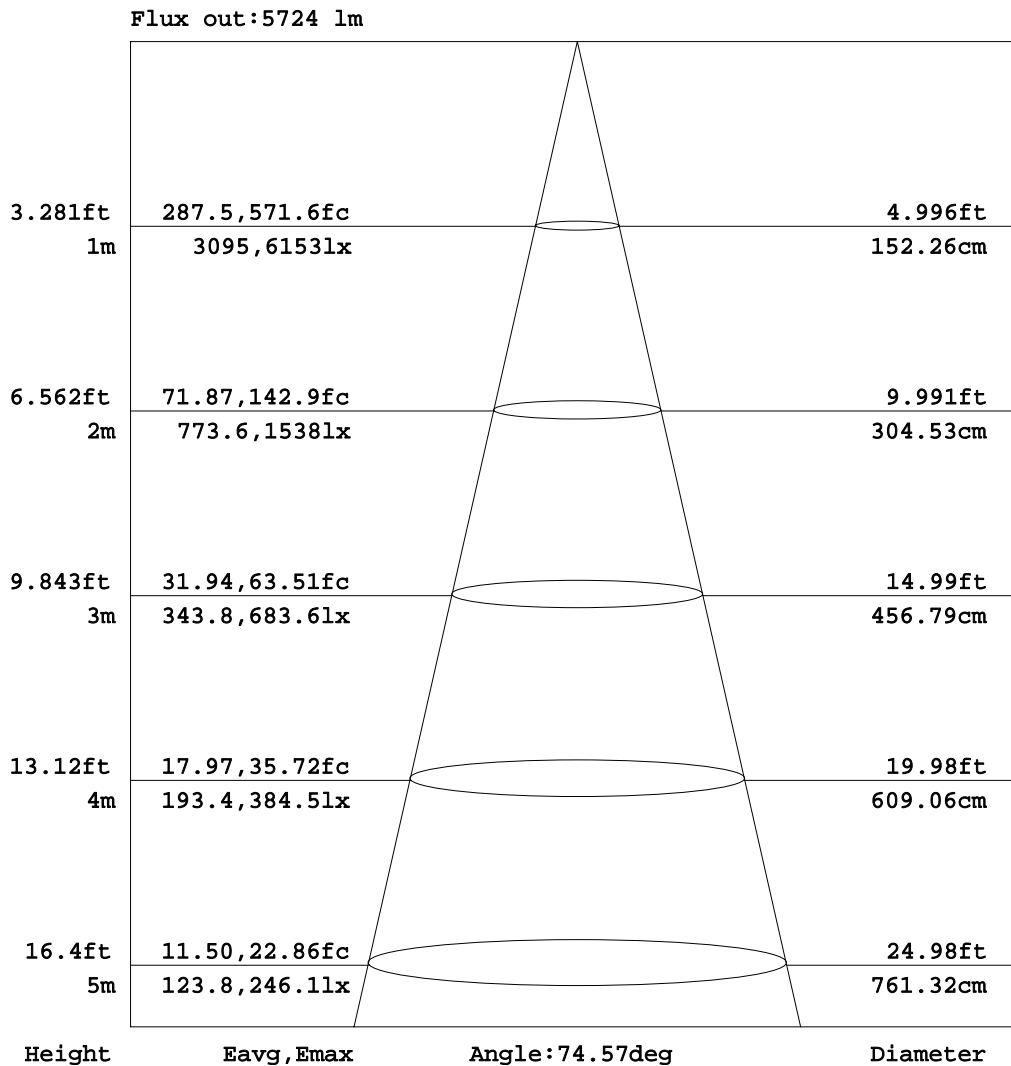 Flux out:5724 lm
3.281ft 287.5,571.6fc 4.996ft
1m 3095,6153lx 152.26cm
6.562ft 71.87,142.9fc 9.991ft
2m 773.6,1538lx 304.53cm
9.843ft 31.94,63.51fc 14.99ft
3m 343.8,683.6lx 456.79cm
13.12ft 17.97,35.72fc 19.98ft
4m 193.4,384.5lx 609.06cm
16.4ft 11.50,22.86fc 24.98ft
5m 123.8,246.1lx 761.32cm
Height Eavg,Emax Angle:74.57deg Diameter